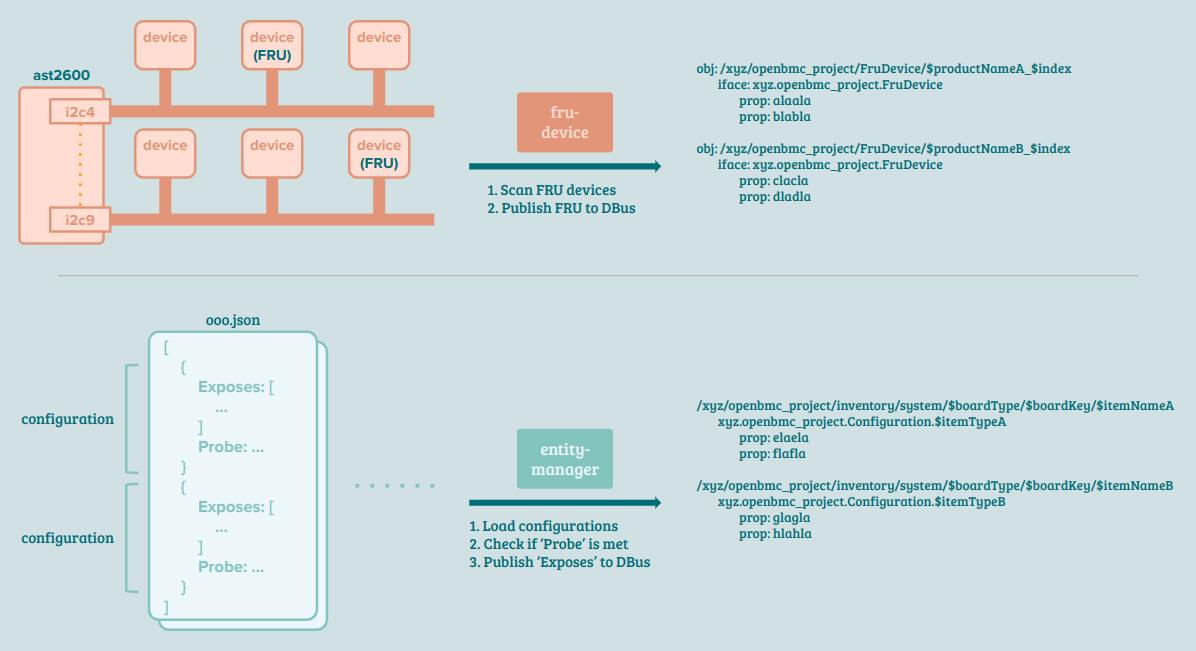 device
device
(FRU)
device
ast2600
i2c4
device
device
device
(FRU)
i2c9
fru-
device
1. Scan FRU devices
2. Publish FRU to DBus
obj: /xyz/openbmc_project/FruDevice/$productNameA_$index
iface: xyz.openbmc_project.FruDevice
prop: alaala
prop: blabla
obj: /xyz/openbmc_project/FruDevice/$productNameB_$index
iface: xyz.openbmc_project.FruDevice
prop: clacla
prop: dladla
ooo.json
[
{
Exposes: [
...
]
Probe: ...
}
{
Exposes: [
...
]
Probe: ...
}
]
configuration
configuration
entity-
manager
1. Load configurations
2. Check if ‘Probe’ is met
3. Publish ‘Exposes’ to DBus
/xyz/openbmc_project/inventory/system/$boardType/$boardKey/$itemNameA
xyz.openbmc_project.Configuration.$itemTypeA
prop: elaela
prop: flafla
/xyz/openbmc_project/inventory/system/$boardType/$boardKey/$itemNameB
xyz.openbmc_project.Configuration.$itemTypeB
prop: glagla
prop: hlahla